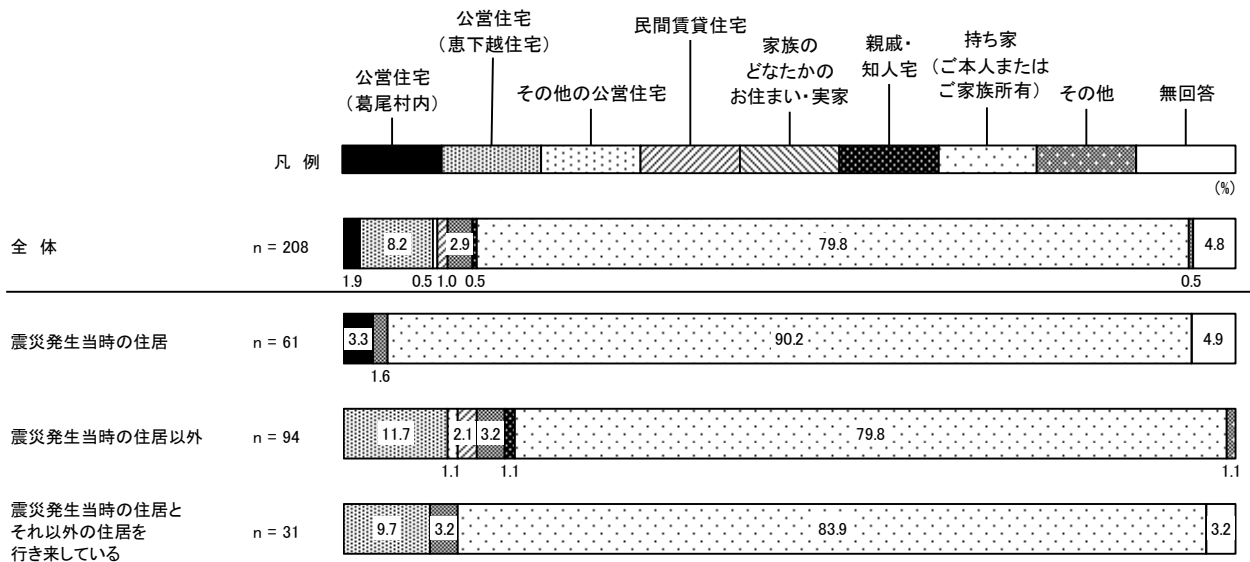 公営住宅
（葛尾村内）
公営住宅
（恵下越住宅）
その他の公営住宅
民間賃貸住宅
家族の
どなたかの
お住まい・実家
親戚・
知人宅
持ち家
（ご本人または
ご家族所有）
その他
無回答
凡 例
(%)
全 体 n = 208 8.2 2.9 79.8 4.8
1.9 0.5 1.0 0.5 0.5
震災発生当時の住居 n = 61 3.3 90.2 4.9
1.6
震災発生当時の住居以外 n = 94 11.7 2.1 3.2 79.8
1.1 1.1 1.1
震災発生当時の住居と
それ以外の住居を n = 31 9.7 3.2 83.9 3.2
行き来している